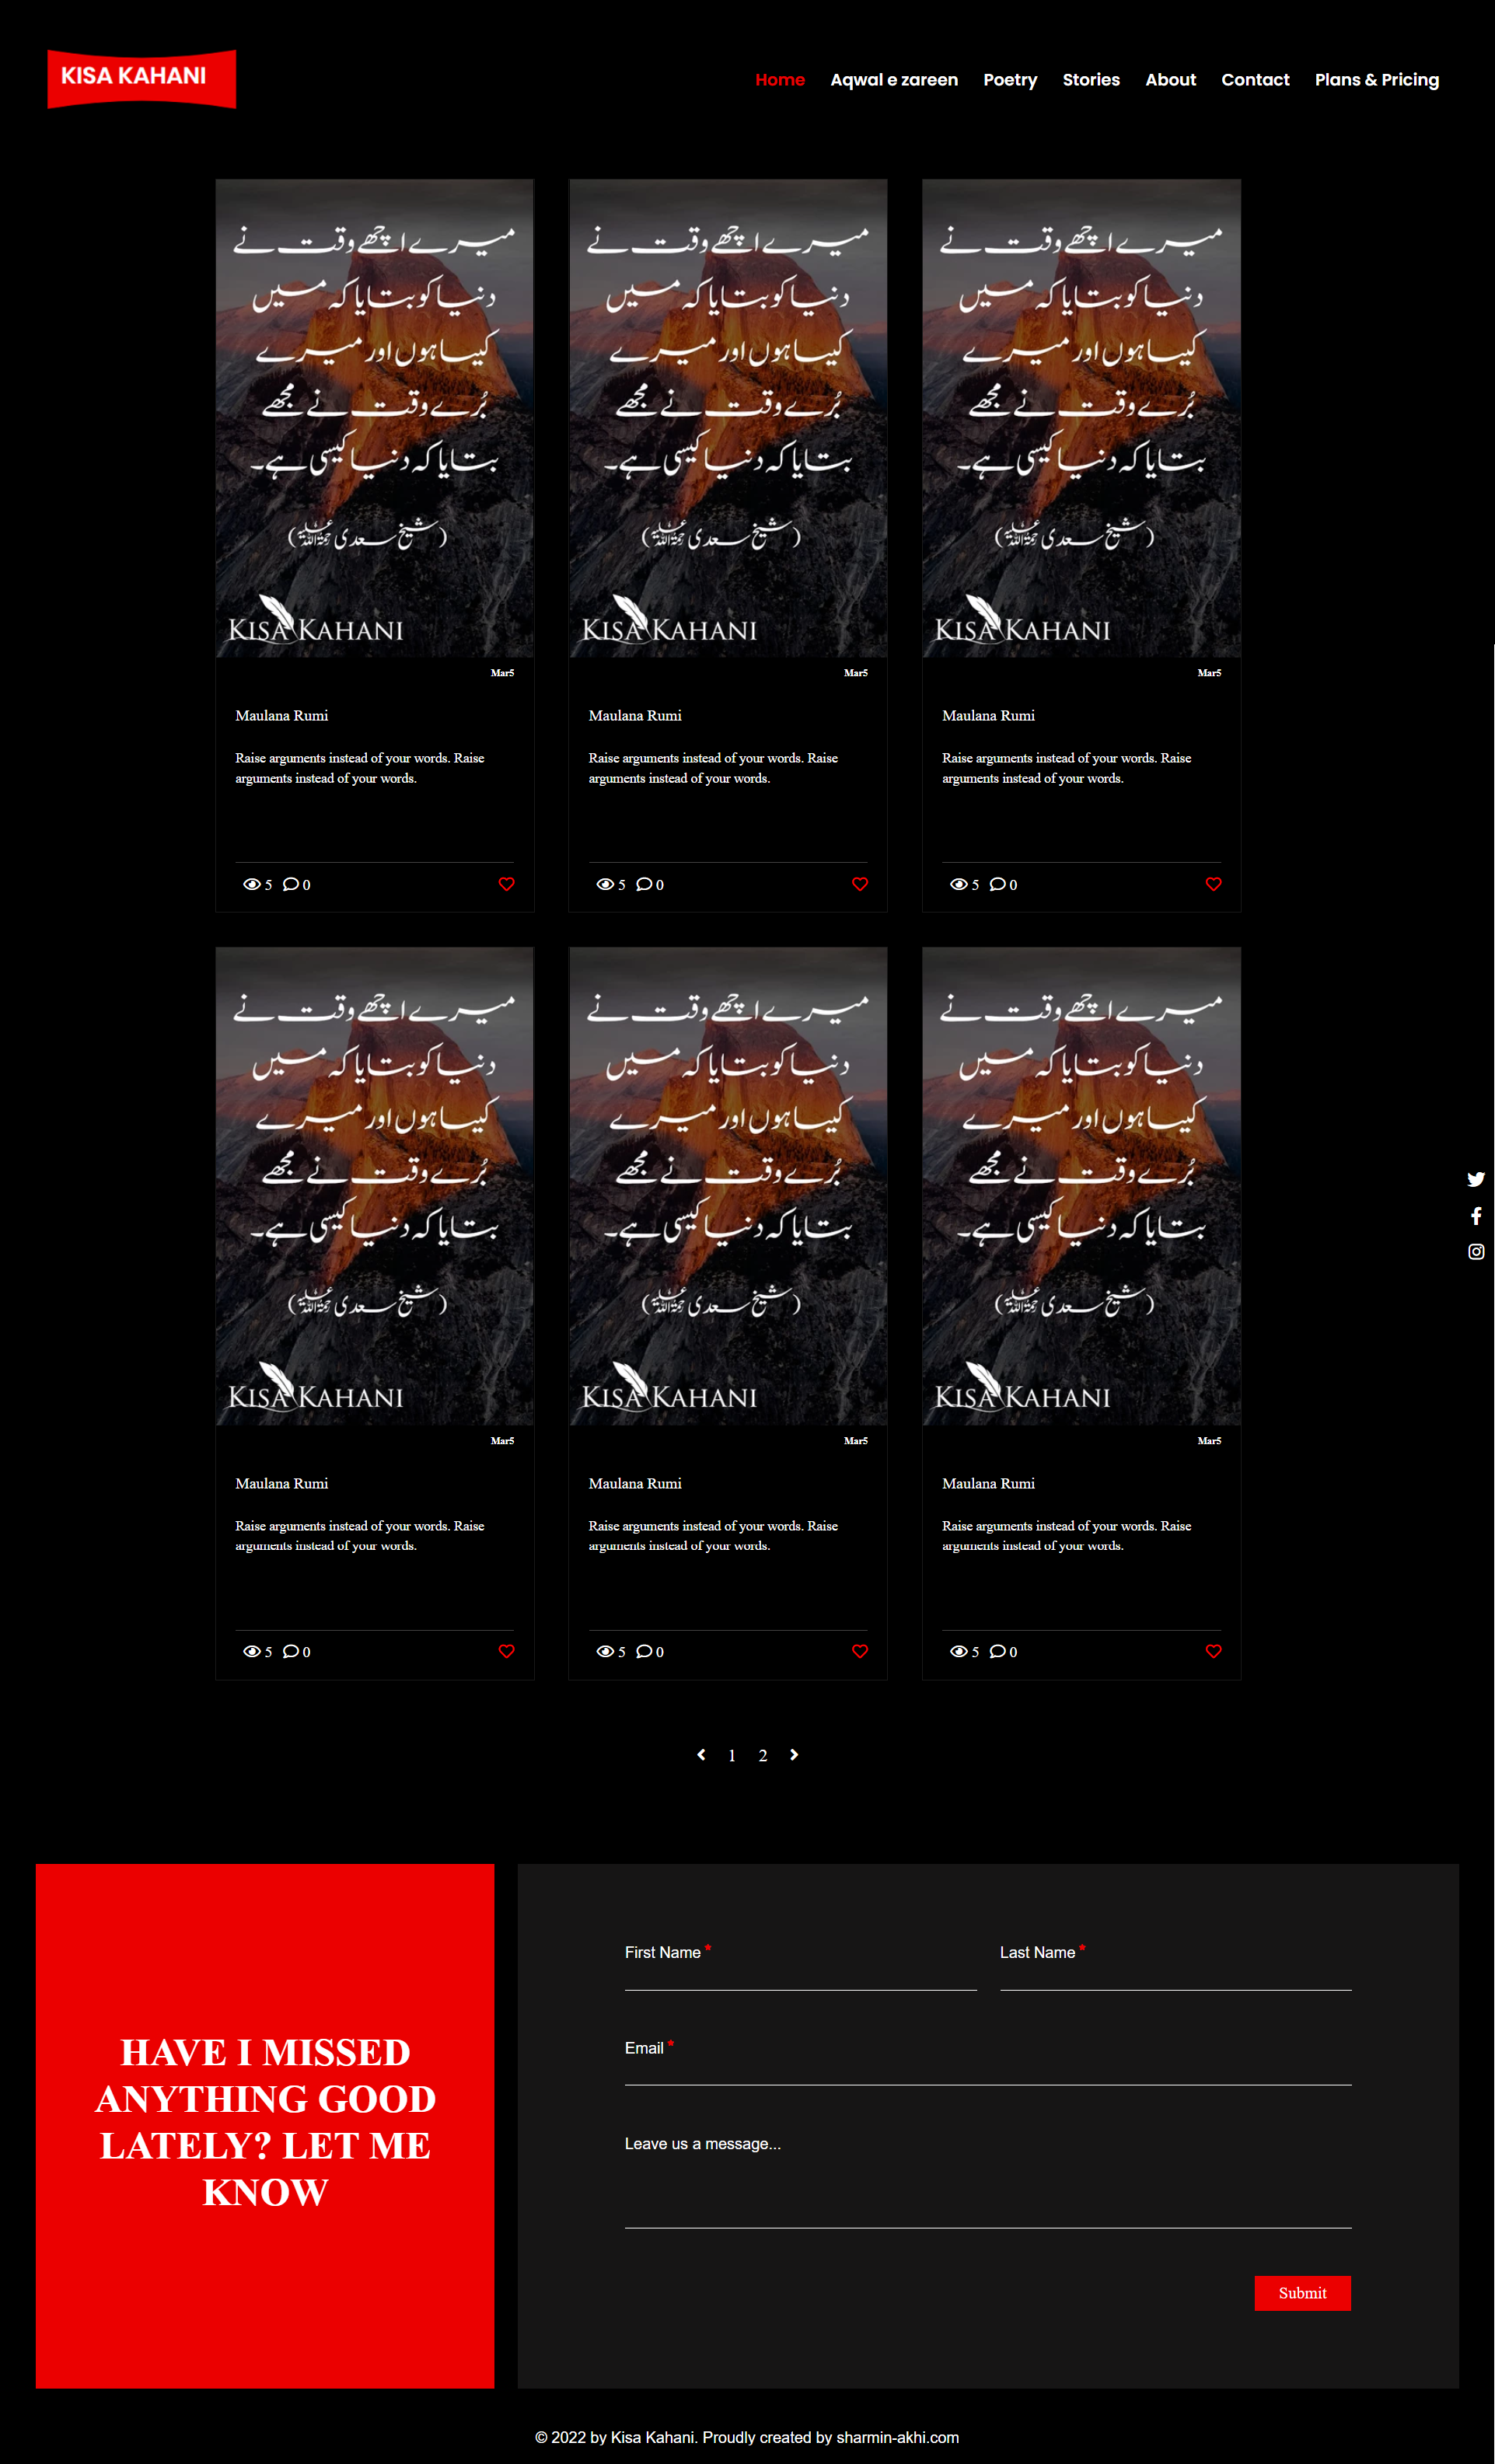 KISA KAHANI
Home Aqwal e zareen Poetry Stories About Contact Plans & Pricing
میرے اچھے وقت نے
دنیا کو بتایا کہ میں
کیسا ہوں اور میرے
بُرے وقت نے مجھے
بتایا کہ دنیا کیسی ہے۔
(شیخ سعدی رحمۃ اللہ علیہ)
KISA KAHANI
Mar5
Maulana Rumi
Raise arguments instead of your words. Raise
arguments instead of your words.
5 0
میرے اچھے وقت نے
دنیا کو بتایا کہ میں
کیسا ہوں اور میرے
بُرے وقت نے مجھے
بتایا کہ دنیا کیسی ہے۔
(شیخ سعدی رحمۃ اللہ علیہ)
KISA KAHANI
Mar5
Maulana Rumi
Raise arguments instead of your words. Raise
arguments instead of your words.
5 0
میرے اچھے وقت نے
دنیا کو بتایا کہ میں
کیسا ہوں اور میرے
بُرے وقت نے مجھے
بتایا کہ دنیا کیسی ہے۔
(شیخ سعدی رحمۃ اللہ علیہ)
KISA KAHANI
Mar5
Maulana Rumi
Raise arguments instead of your words. Raise
arguments instead of your words.
5 0
میرے اچھے وقت نے
دنیا کو بتایا کہ میں
کیسا ہوں اور میرے
بُرے وقت نے مجھے
بتایا کہ دنیا کیسی ہے۔
(شیخ سعدی رحمۃ اللہ علیہ)
KISA KAHANI
Mar5
Maulana Rumi
Raise arguments instead of your words. Raise
arguments instead of your words.
5 0
میرے اچھے وقت نے
دنیا کو بتایا کہ میں
کیسا ہوں اور میرے
بُرے وقت نے مجھے
بتایا کہ دنیا کیسی ہے۔
(شیخ سعدی رحمۃ اللہ علیہ)
KISA KAHANI
Mar5
Maulana Rumi
Raise arguments instead of your words. Raise
arguments instead of your words.
5 0
میرے اچھے وقت نے
دنیا کو بتایا کہ میں
کیسا ہوں اور میرے
بُرے وقت نے مجھے
بتایا کہ دنیا کیسی ہے۔
(شیخ سعدی رحمۃ اللہ علیہ)
KISA KAHANI
Mar5
Maulana Rumi
Raise arguments instead of your words. Raise
arguments instead of your words.
5 0
1 2
HAVE I MISSED
ANYTHING GOOD
LATELY? LET ME
KNOW
First Name * Last Name *
Email *
Leave us a message...
Submit
© 2022 by Kisa Kahani. Proudly created by sharmin-akhi.com